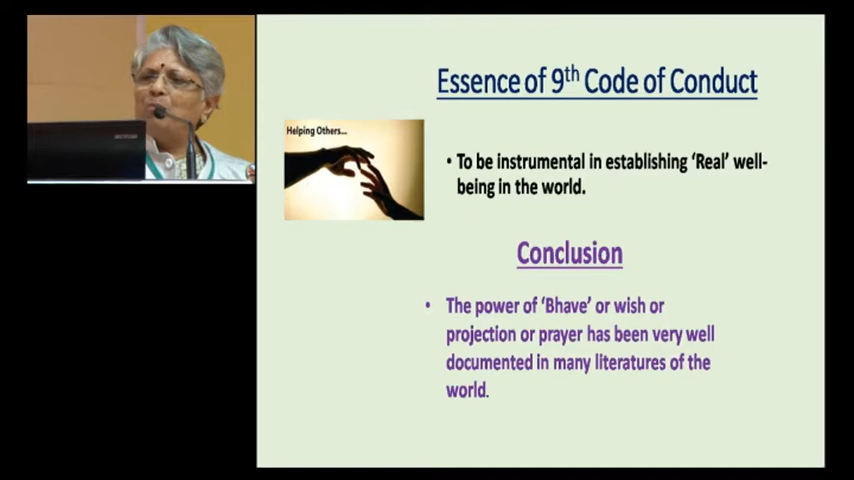 Essence of 9th Code of Conduct
Helping Others...
• To be instrumental in establishing ‘Real’ well-
being in the world.
Conclusion
• The power of ‘Bhave’ or wish or
projection or prayer has been very well
documented in many literatures of the
world.